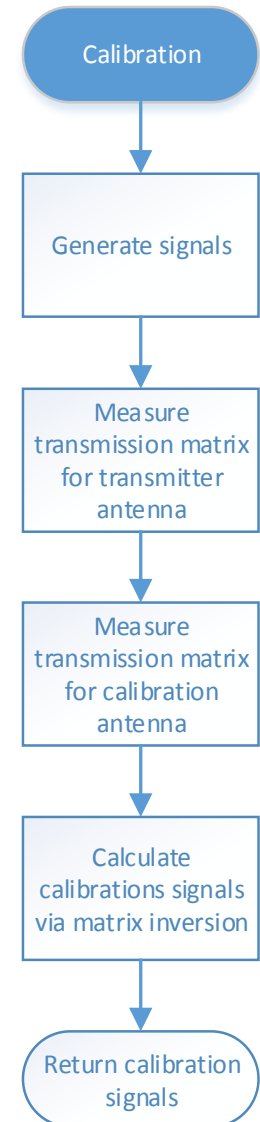 Calibration
Generate signals
Measure
transmission matrix
for transmitter
antenna
Measure
transmission matrix
for calibration
antenna
Calculate
calibrations signals
via matrix inversion
Return calibration
signals